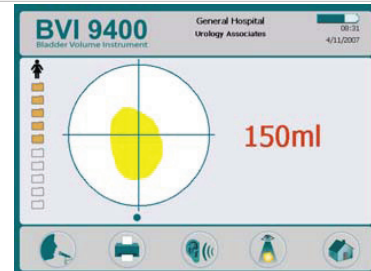 BVI 9400
Bladder Volume Instrument
General Hospital
Urology Associates
08:31
4/11/2007
150ml